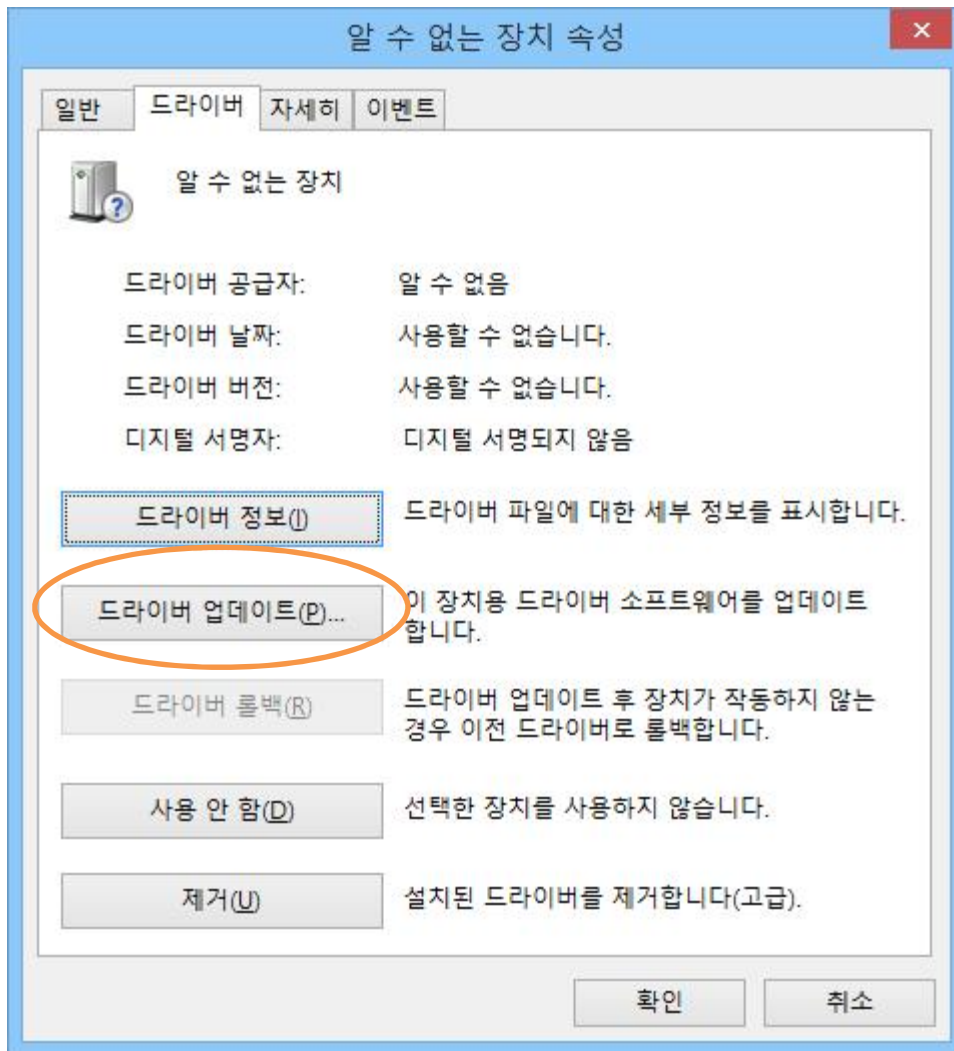 알 수 없는 장치 속성
일반 드라이버 자세히 이벤트
알 수 없는 장치
드라이버 공급자: 알 수 없음
드라이버 날짜: 사용할 수 없습니다.
드라이버 버전: 사용할 수 없습니다.
디지털 서명자: 디지털 서명되지 않음
드라이버 정보(I) 드라이버 파일에 대한 세부 정보를 표시합니다.
드라이버 업데이트(P)... 이 장치용 드라이버 소프트웨어를 업데이트
합니다.
드라이버 롤백(R) 드라이버 업데이트 후 장치가 작동하지 않는
경우 이전 드라이버로 롤백합니다.
사용 안 함(D) 선택한 장치를 사용하지 않습니다.
제거(U) 설치된 드라이버를 제거합니다(고급).
확인 취소